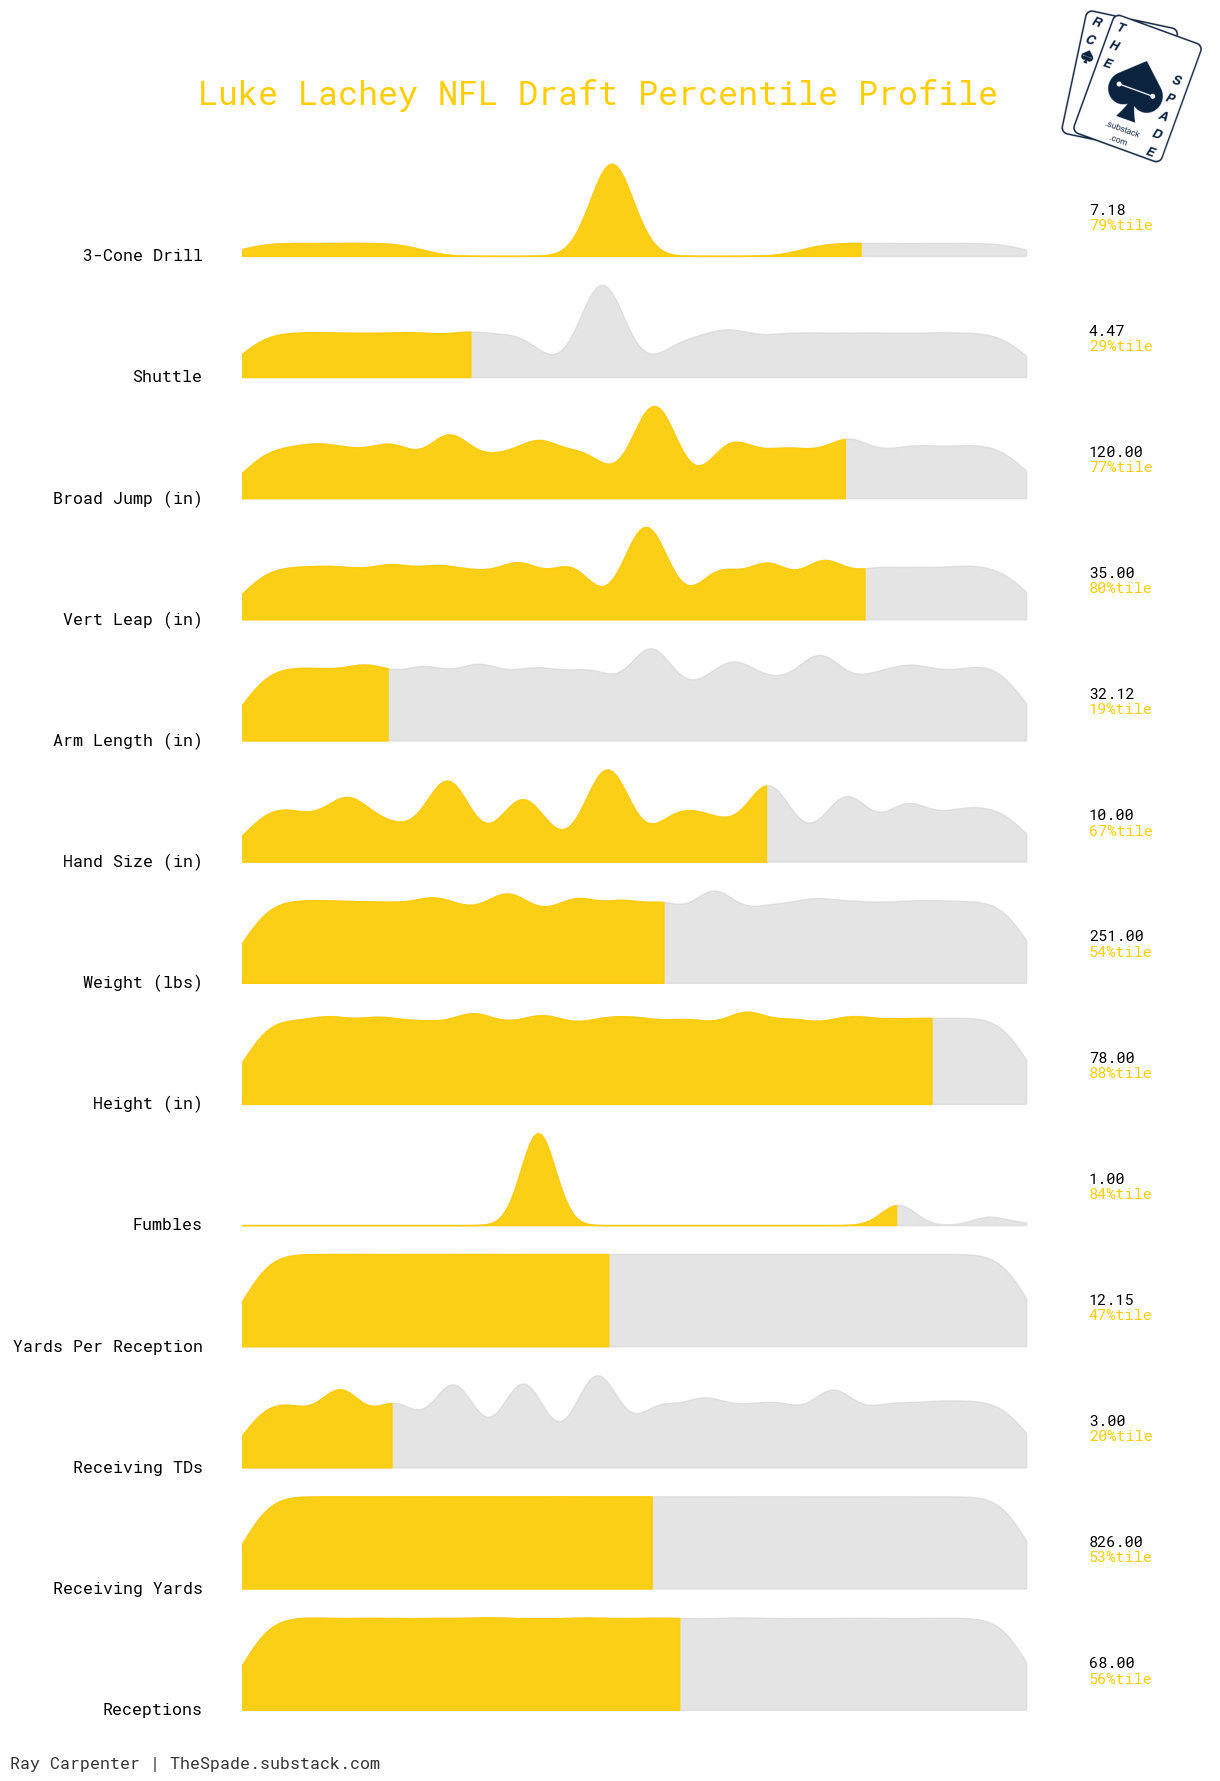 R
C
T
H
E
S
P
A
D
E
.substack
.com
Luke Lachey NFL Draft Percentile Profile
3-Cone Drill
7.18
79%tile
Shuttle
4.47
29%tile
Broad Jump (in)
120.00
77%tile
Vert Leap (in)
35.00
80%tile
Arm Length (in)
32.12
19%tile
Hand Size (in)
10.00
67%tile
Weight (lbs)
251.00
54%tile
Height (in)
78.00
88%tile
Fumbles
1.00
84%tile
Yards Per Reception
12.15
47%tile
Receiving TDs
3.00
20%tile
Receiving Yards
826.00
53%tile
Receptions
68.00
56%tile
Ray Carpenter | TheSpade.substack.com